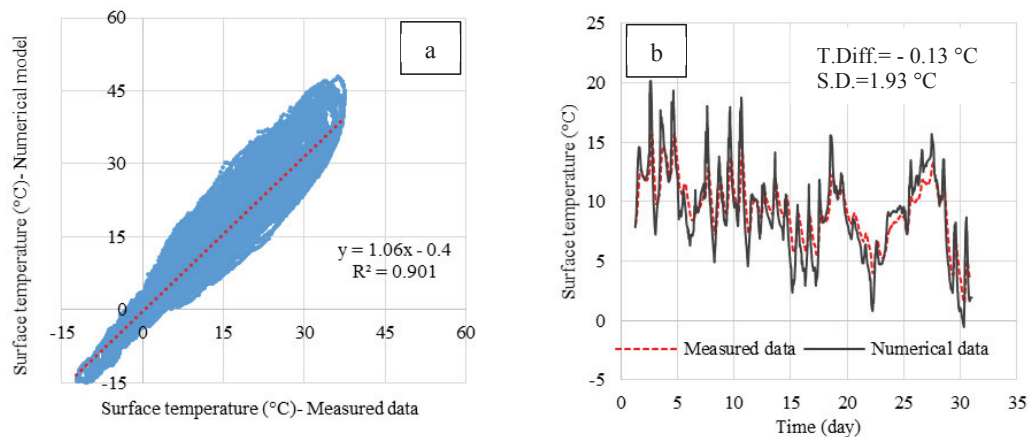 a
Surface temperature (°C)- Numerical model
60
45
30
15
0
-15
-15
0
15
30
45
60
y = 1.06x - 0.4
R² = 0.901
Surface temperature (°C)- Measured data
b
T.Diff.= - 0.13 °C
S.D.=1.93 °C
Surface temperature (°C)
25
20
15
10
5
0
-5
Measured data
Numerical data
0
5
10
15
20
25
30
35
Time (day)